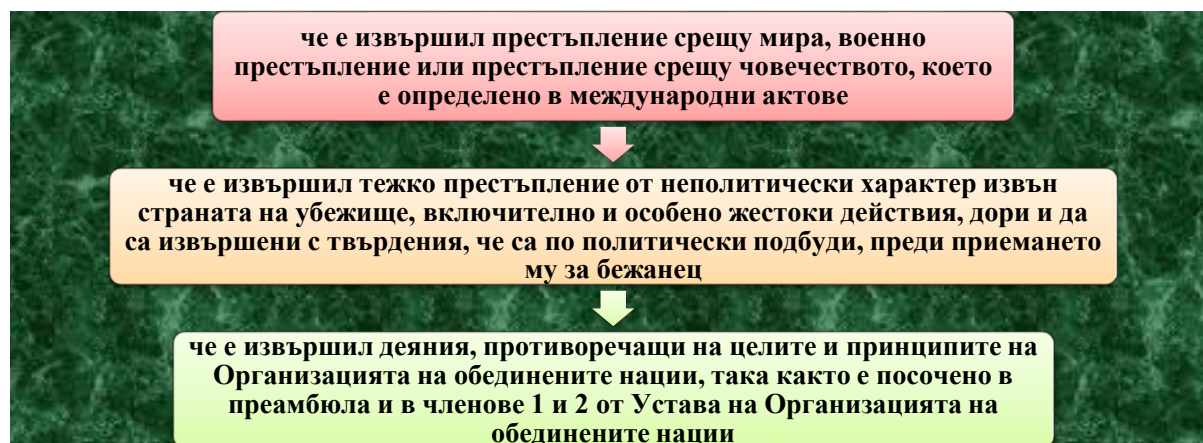 че е извършил престъпление срещу мира, военно
престъпление или престъпление срещу човечеството, което
е определено в международни актове
че е извършил тежко престъпление от неполитически характер извън
страната на убежище, включително и особено жестоки действия, дори и да
са извършени с твърдения, че са по политически подбуди, преди приемането
му за бежанец
че е извършил деяния, противоречащи на целите и принципите на
Организацията на обединените нации, така както е посочено в
преамбюла и в членове 1 и 2 от Устава на Организацията на
обединените нации